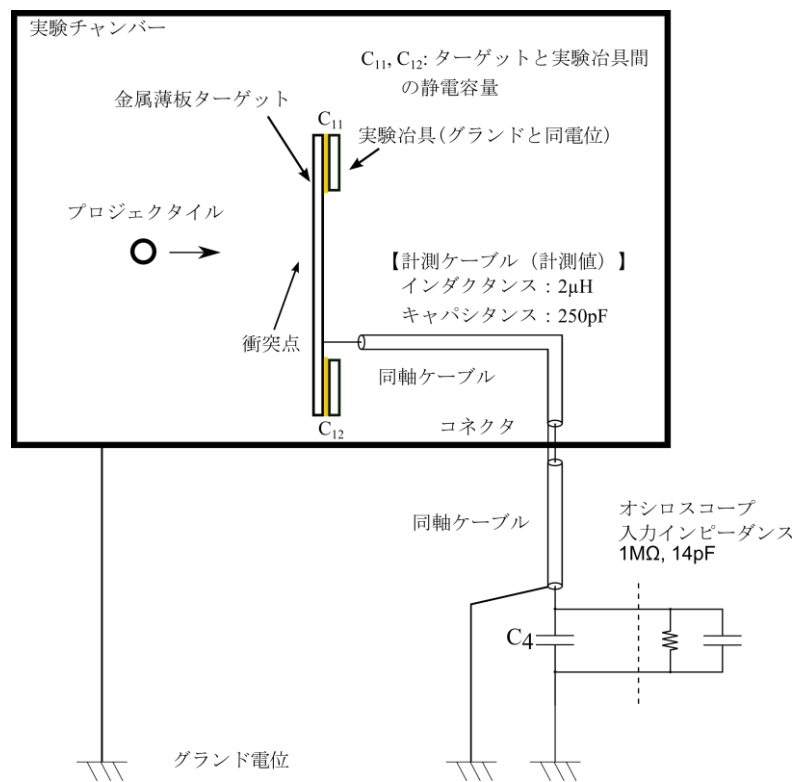 実験チャンバー
C11, C12: ターゲットと実験冶具間
の静電容量
金属薄板ターゲット
C11
実験冶具（グランドと同電位）
プロジェクタイル
【計測ケーブル（計測値）】
インダクタンス：2μH
キャパシタンス：250pF
衝突点
同軸ケーブル
C12
コネクタ
同軸ケーブル
オシロスコープ
入力インピーダンス
1MΩ, 14pF
C4
グランド電位